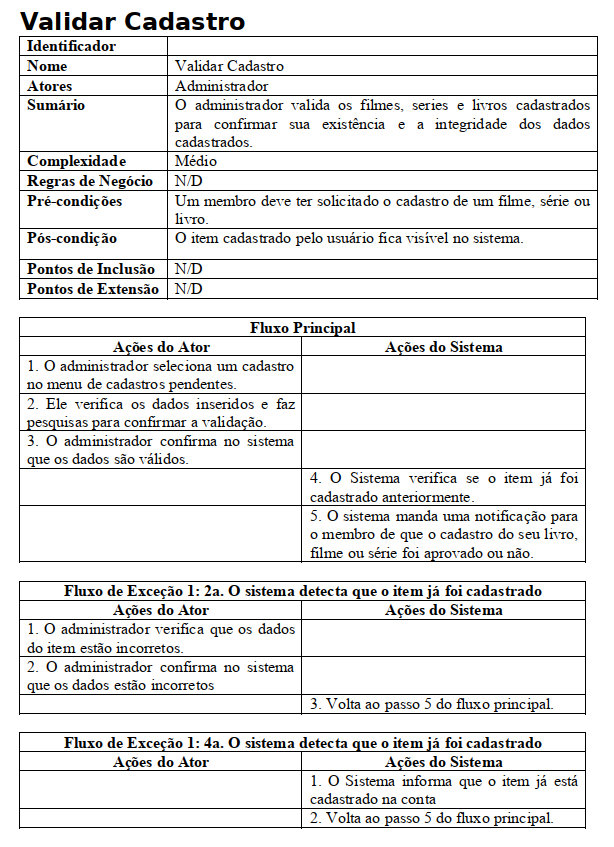 Validar Cadastro
Identificador
Nome Validar Cadastro
Atores Administrador
Sumário O administrador valida os filmes, series e livros cadastrados
para confirmar sua existência e a integridade dos dados
cadastrados.
Complexidade Médio
Regras de Negócio N/D
Pré-condições Um membro deve ter solicitado o cadastro de um filme, série ou
livro.
Pós-condição O item cadastrado pelo usuário fica visível no sistema.
Pontos de Inclusão N/D
Pontos de Extensão N/D
Fluxo Principal
Ações do Ator Ações do Sistema
1. O administrador seleciona um cadastro
no menu de cadastros pendentes.
2. Ele verifica os dados inseridos e faz
pesquisas para confirmar a validação.
3. O administrador confirma no sistema
que os dados são válidos.
4. O Sistema verifica se o item já foi
cadastrado anteriormente.
5. O sistema manda uma notificação para
o membro de que o cadastro do seu livro,
filme ou série foi aprovado ou não.
Fluxo de Exceção 1: 2a. O sistema detecta que o item já foi cadastrado
Ações do Ator Ações do Sistema
1. O administrador verifica que os dados
do item estão incorretos.
2. O administrador confirma no sistema
que os dados estão incorretos
3. Volta ao passo 5 do fluxo principal.
Fluxo de Exceção 1: 4a. O sistema detecta que o item já foi cadastrado
Ações do Ator Ações do Sistema
1. O Sistema informa que o item já está
cadastrado na conta
2. Volta ao passo 5 do fluxo principal.